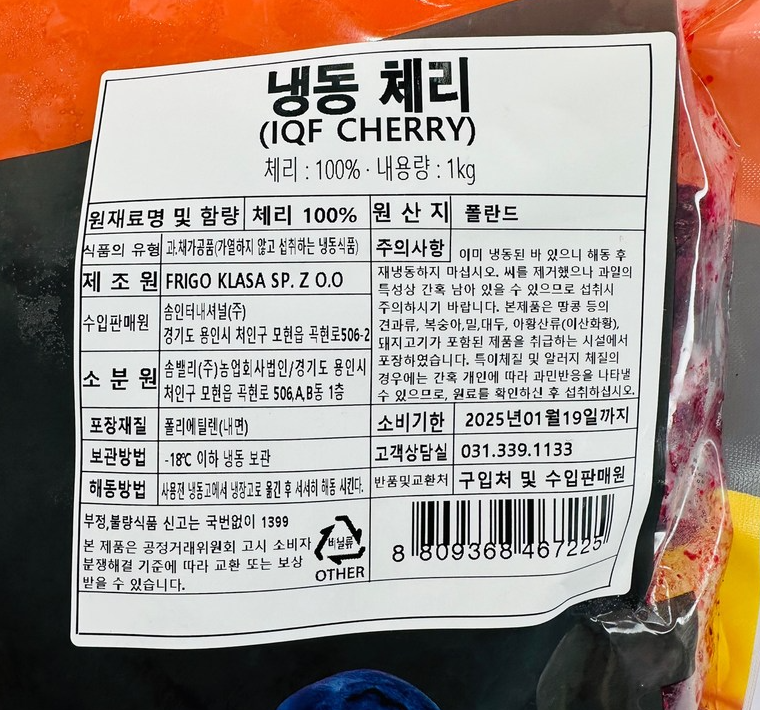 냉동 체리
(IQF CHERRY)
체리 : 100% · 내용량 : 1kg
원재료명 및 함량 체리 100%
식품의 유형 과.채가공품(가열하지 않고 섭취하는 냉동식품)
제 조 원 FRIGO KLASA SP. Z O.O
수입판매원 솜인터내셔널(주)
경기도 용인시 처인구 모현읍 곡현로506-2
소 분 원 솜밸리(주)농업회사법인/경기도 용인시
처인구 모현읍 곡현로 506,A,B동 1층
포장재질 폴리에틸렌(내면)
보관방법 -18℃ 이하 냉동 보관
해동방법 사용전 냉동고에서 냉장고로 옮긴 후 서서히 해동 시킨다.
부정,불량식품 신고는 국번없이 1399
본 제품은 공정거래위원회 고시 소비자
분쟁해결 기준에 따라 교환 또는 보상
받을 수 있습니다.
비닐류
OTHER
원 산 지 폴란드
주의사항 이미 냉동된 바 있으니 해동 후
재냉동하지 마십시오. 씨를 제거했으나 과일의
특성상 간혹 남아 있을 수 있으므로 섭취시
주의하시기 바랍니다. 본제품은 땅콩 등의
견과류, 복숭아,밀,대두, 아황산류(이산화황),
돼지고기가 포함된 제품을 취급하는 시설에서
포장하였습니다. 특이체질 및 알러지 체질의
경우에는 간혹 개인에 따라 과민반응을 나타낼
수 있으므로, 원료를 확인하신 후 섭취하십시오.
소비기한 2025년01월19일까지
고객상담실 031.339.1133
반품및교환처 구입처 및 수입판매원
8 809368 467225